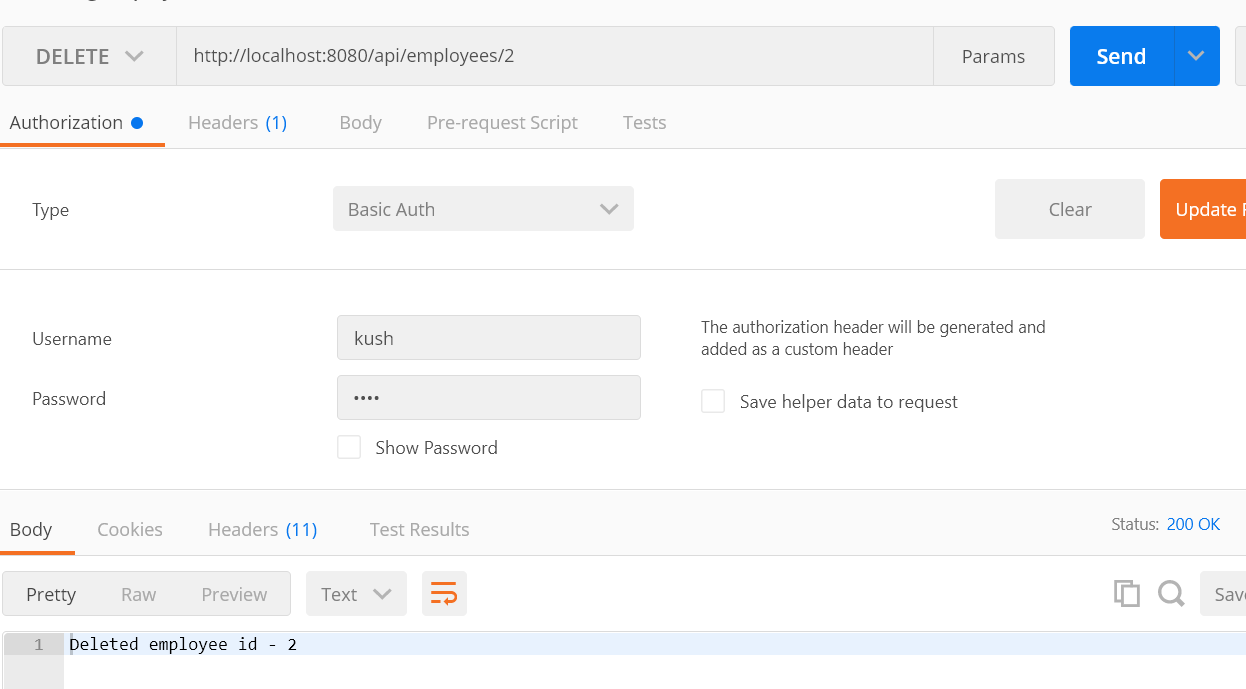 DELETE http://localhost:8080/api/employees/2 Params Send
Authorization Headers (1) Body Pre-request Script Tests
Type Basic Auth Clear Update
Username kush The authorization header will be generated and
added as a custom header
Password •••• Save helper data to request
Show Password
Body Cookies Headers (11) Test Results Status: 200 OK
Pretty Raw Preview Text
1 Deleted employee id - 2